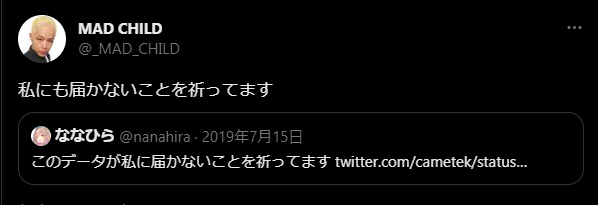 MAD CHILD
@_MAD_CHILD
私にも届かないことを祈ってます
ななひら @nanahira · 2019年7月15日
このデータが私に届かないことを祈ってます twitter.com/cametek/status...